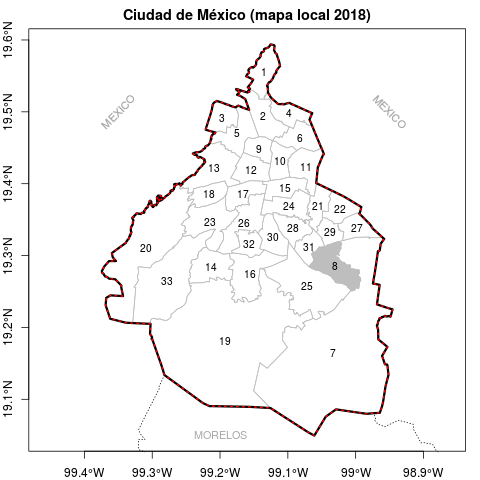 Ciudad de México (mapa local 2018)
19.6°N
19.5°N
19.4°N
19.3°N
19.2°N
19.1°N
MEXICO
MEXICO
1
2
3
4
5
6
9
10
11
12
13
15
17
18
24
21
22
23
26
28
29
27
30
32
31
20
14
16
8
33
25
19
7
MORELOS
99.4°W
99.3°W
99.2°W
99.1°W
99°W
98.9°W